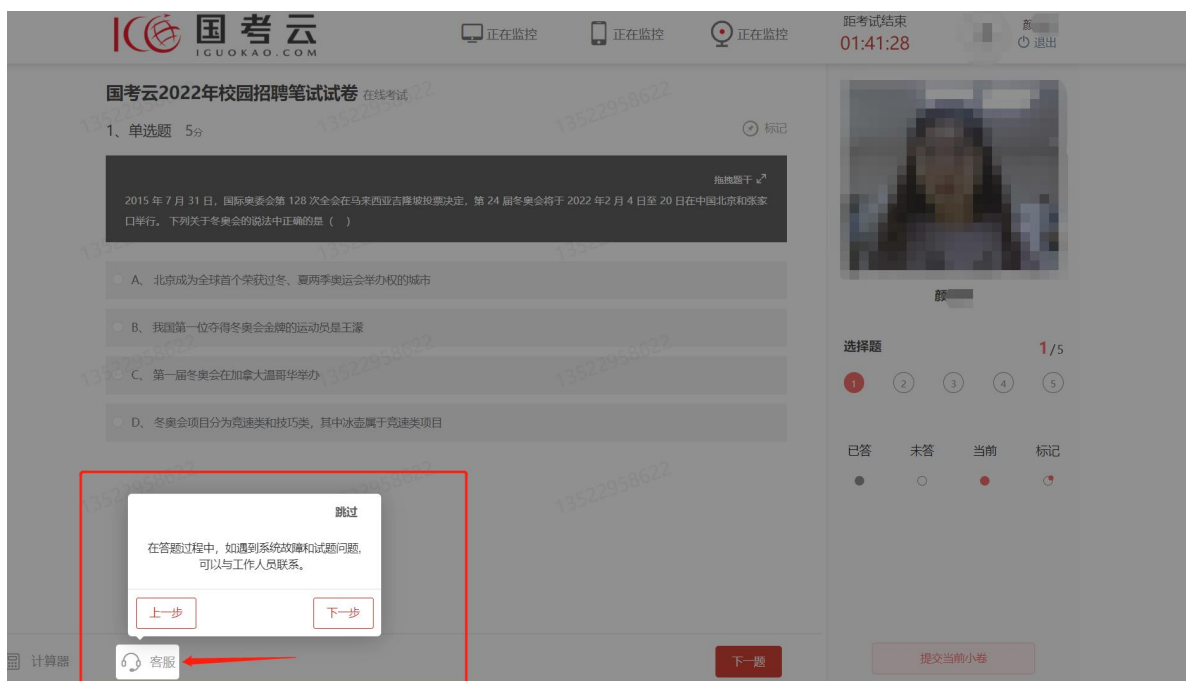 国考云
IGUOKAO.COM
正在监控
正在监控
正在监控
距考试结束
01:41:28
颜
退出
国考云2022年校园招聘笔试试卷 在线考试
1、单选题 5分
标记
拖拽题干
2015 年 7 月 31 日，国际奥委会第 128 次全会在马来西亚吉隆坡投票决定，第 24 届冬奥会将于 2022 年2 月 4 日至 20 日在中国北京和张家
口举行。 下列关于冬奥会的说法中正确的是（ ）
A、 北京成为全球首个荣获过冬、夏两季奥运会举办权的城市
B、 我国第一位夺得冬奥会金牌的运动员是王濛
C、 第一届冬奥会在加拿大温哥华举办
D、 冬奥会项目分为竞速类和技巧类，其中冰壶属于竞速类项目
颜
选择题 1/5
1 2 3 4 5
已答 未答 当前 标记
跳过
在答题过程中，如遇到系统故障和试题问题，
可以与工作人员联系。
上一步 下一步
计算器
客服
下一题
提交当前小卷
13522958622